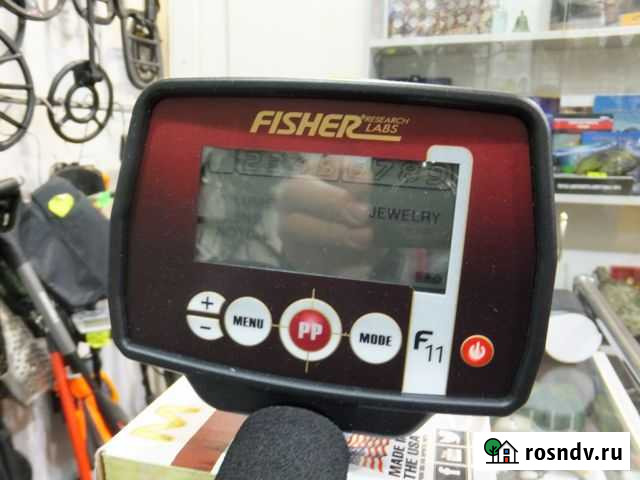 FISHER RESEARCH LABS
JEWELRY
+
−
MENU
PP
MODE
F11
MADE
THE USA
rosndv.ru